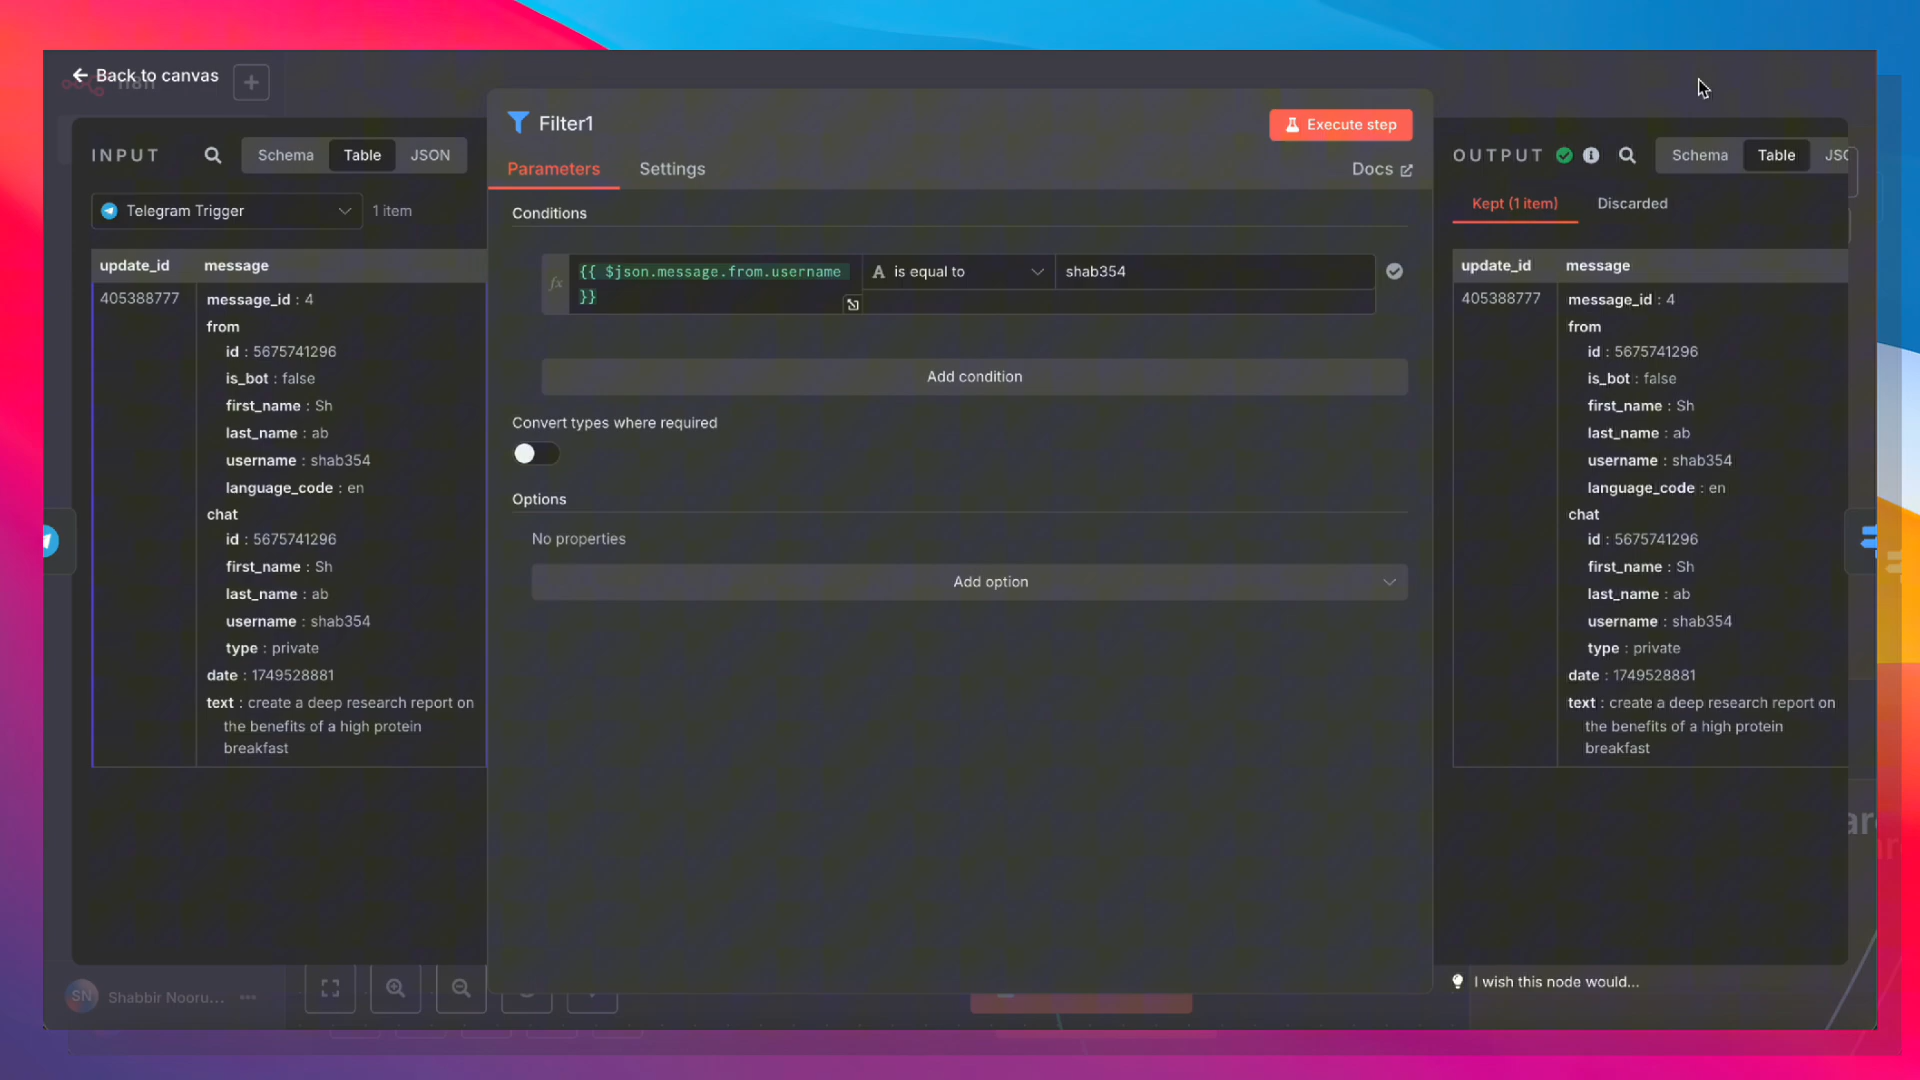 Back to canvas
n8n
INPUT
Schema
Table
JSON
Telegram Trigger
1 item
update_id
message
405388777
message_id : 4
from
id : 5675741296
is_bot : false
first_name : Sh
last_name : ab
username : shab354
language_code : en
chat
id : 5675741296
first_name : Sh
last_name : ab
username : shab354
type : private
date : 1749528881
text : create a deep research report on
the benefits of a high protein
breakfast
SN
Shabbir Nooru...
Filter1
Execute step
Parameters
Settings
Docs
Conditions
fx
{{ $json.message.from.username
}}
A is equal to
shab354
Add condition
Convert types where required
Options
No properties
Add option
OUTPUT
Schema
Table
JSO
Kept (1 item)
Discarded
update_id
message
405388777
message_id : 4
from
id : 5675741296
is_bot : false
first_name : Sh
last_name : ab
username : shab354
language_code : en
chat
id : 5675741296
first_name : Sh
last_name : ab
username : shab354
type : private
date : 1749528881
text : create a deep research report on
the benefits of a high protein
breakfast
I wish this node would...